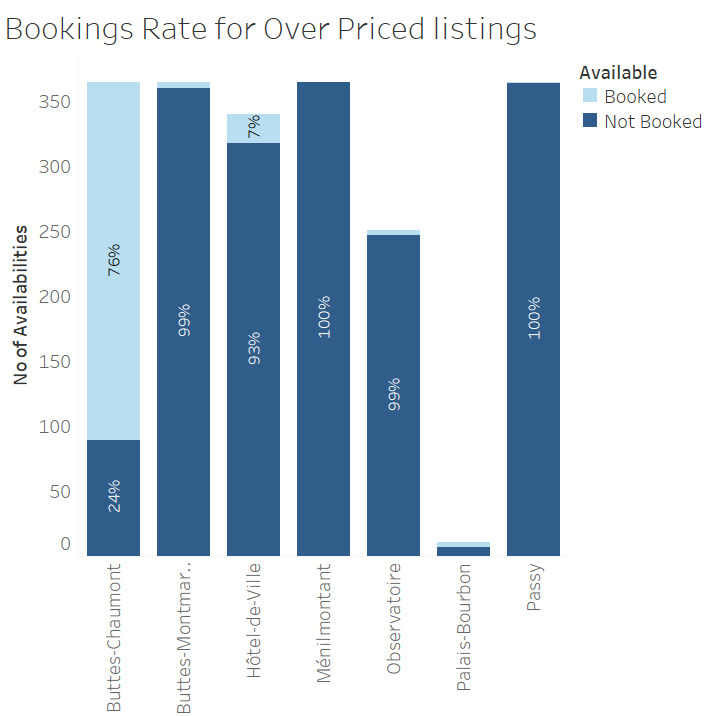 Bookings Rate for Over Priced listings
Available
Booked
Not Booked
No of Availabilities
350
300
250
200
150
100
50
0
76%
24%
99%
7%
93%
100%
99%
100%
Buttes-Chaumont
Buttes-Montmar..
Hôtel-de-Ville
Ménilmontant
Observatoire
Palais-Bourbon
Passy